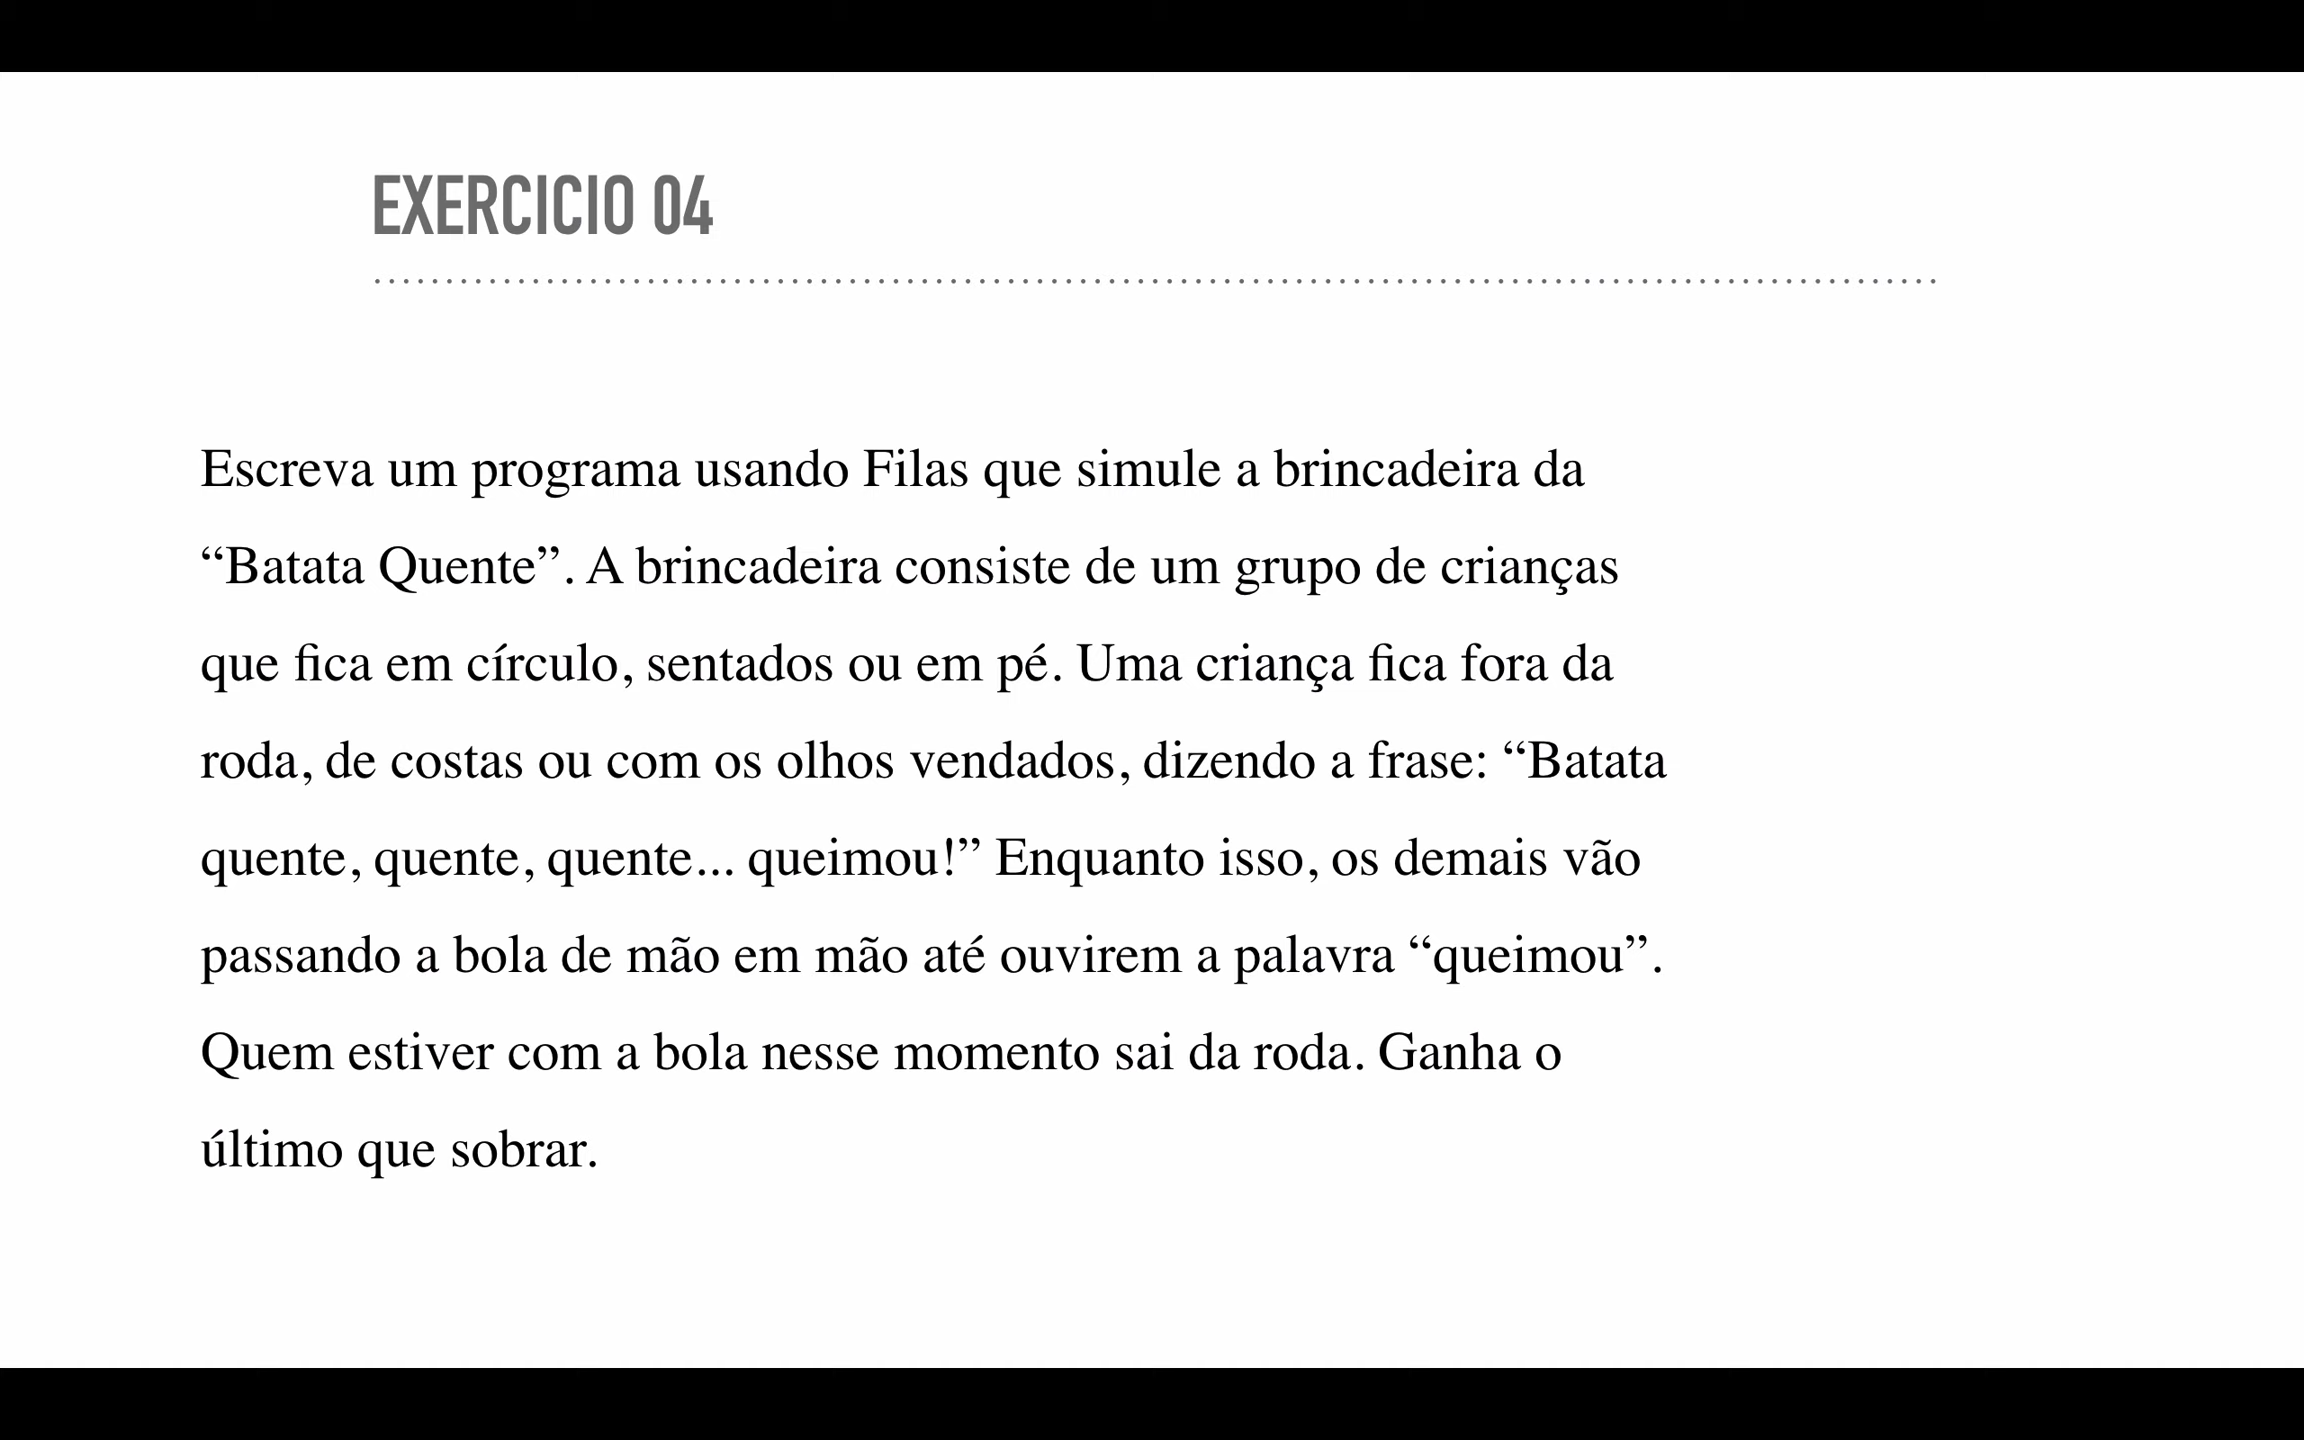 EXERCICIO 04
Escreva um programa usando Filas que simule a brincadeira da
“Batata Quente”. A brincadeira consiste de um grupo de crianças
que fica em círculo, sentados ou em pé. Uma criança fica fora da
roda, de costas ou com os olhos vendados, dizendo a frase: “Batata
quente, quente, quente... queimou!” Enquanto isso, os demais vão
passando a bola de mão em mão até ouvirem a palavra “queimou”.
Quem estiver com a bola nesse momento sai da roda. Ganha o
último que sobrar.